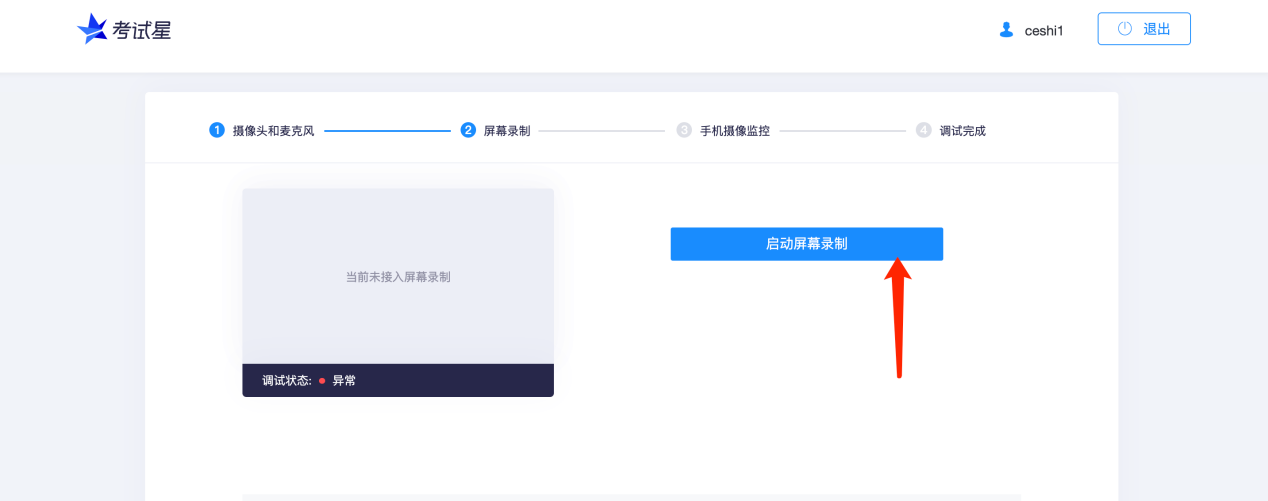 考试星
ceshi1
退出
1 摄像头和麦克风
2 屏幕录制
3 手机摄像监控
4 调试完成
当前未接入屏幕录制
启动屏幕录制
调试状态: 异常